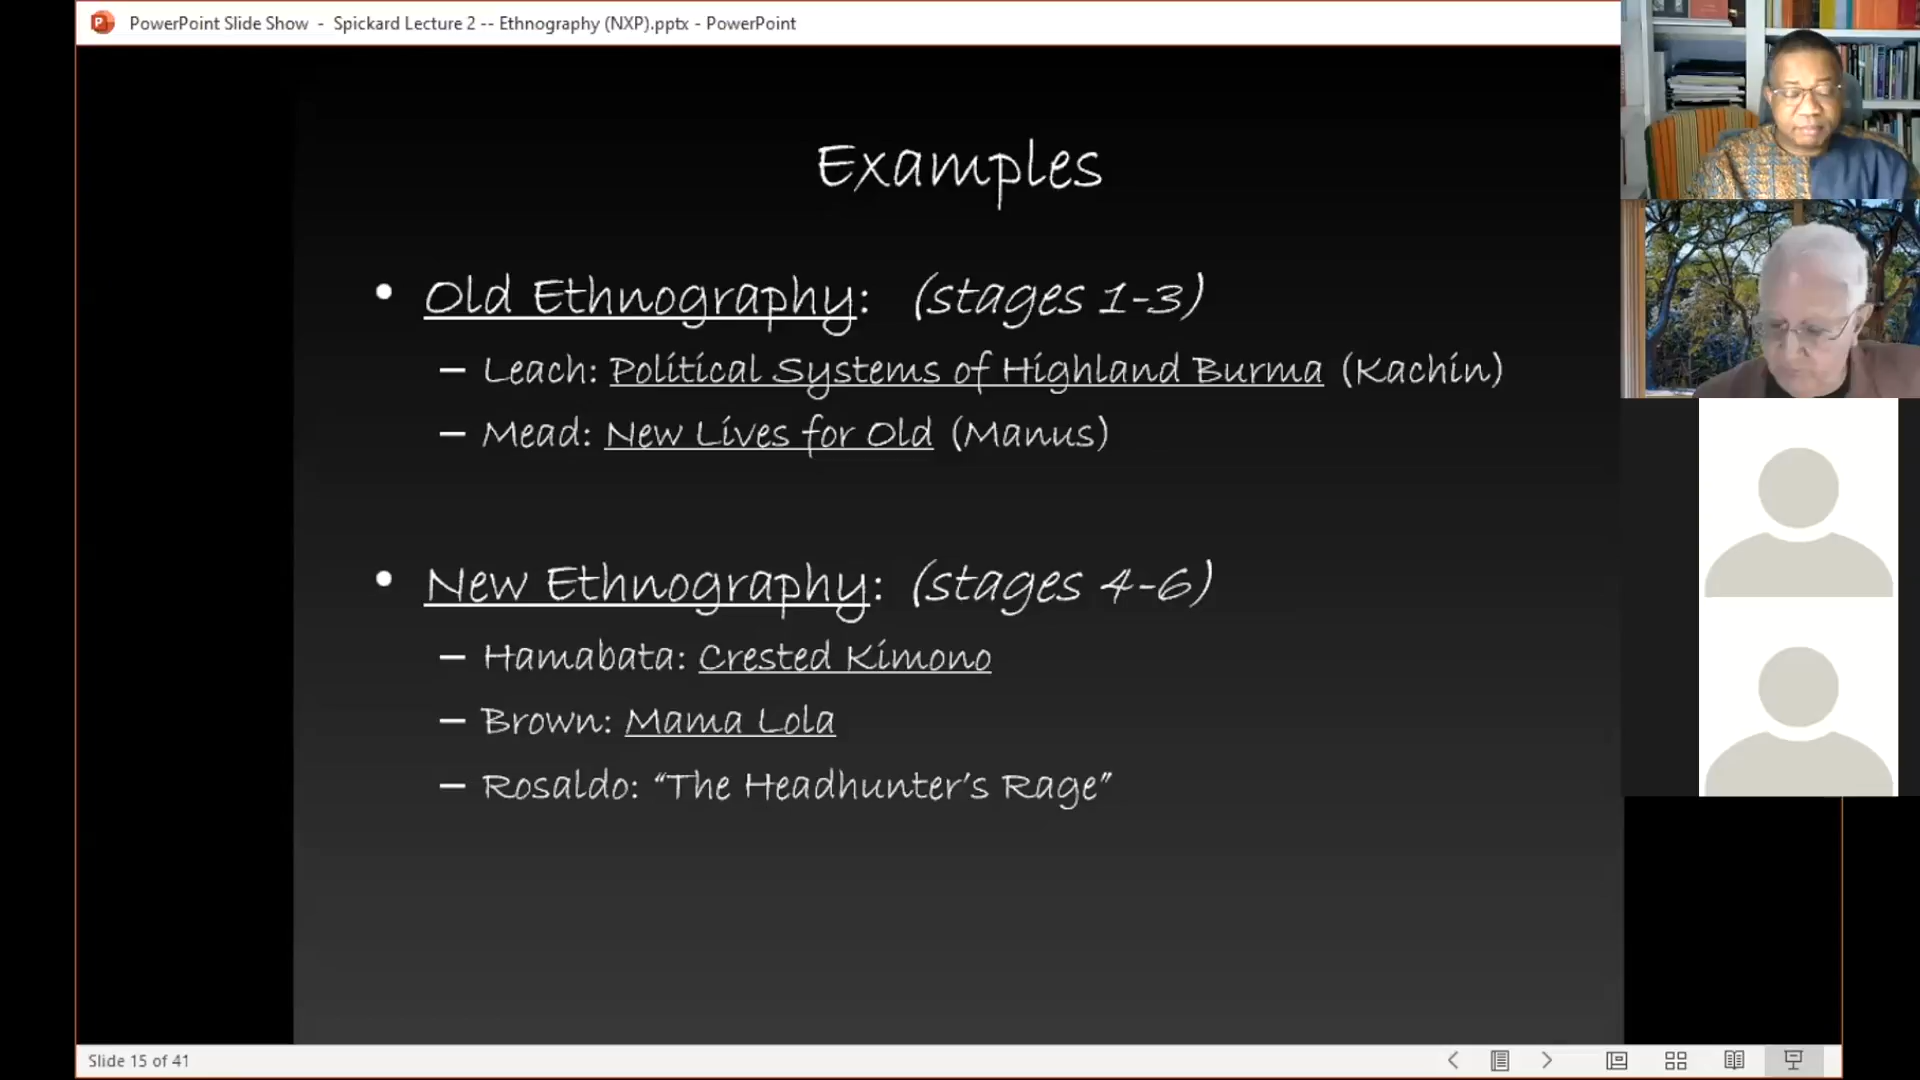 PowerPoint Slide Show - Spickard Lecture 2 -- Ethnography (NXP).pptx - PowerPoint
Examples
• Old Ethnography: (stages 1-3)
– Leach: Political Systems of Highland Burma (Kachin)
– Mead: New Lives for Old (Manus)
• New Ethnography: (stages 4-6)
– Hamabata: Crested Kimono
– Brown: Mama Lola
– Rosaldo: “The Headhunter’s Rage”
Slide 15 of 41